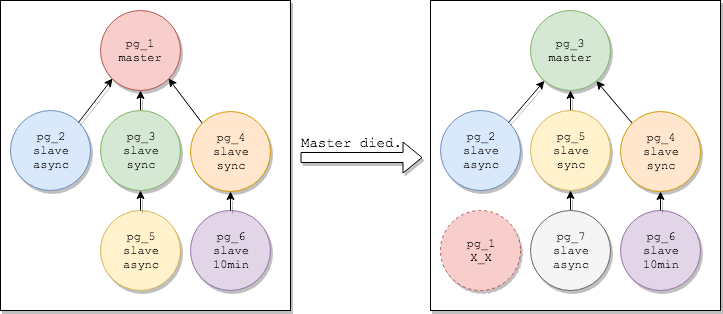 pg_1
master
pg_2
slave
async
pg_3
slave
sync
pg_4
slave
sync
pg_5
slave
async
pg_6
slave
10min
Master died.
pg_3
master
pg_2
slave
async
pg_5
slave
sync
pg_4
slave
sync
pg_1
X_X
pg_7
slave
async
pg_6
slave
10min